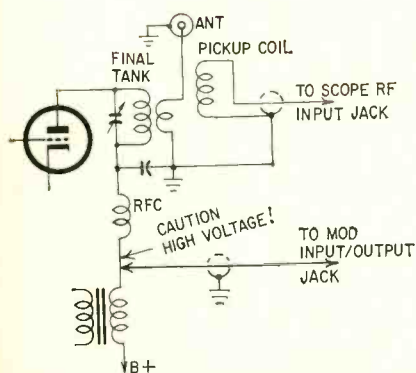 ANT
FINAL
TANK
PICKUP COIL
TO SCOPE RF
INPUT JACK
RFC
CAUTION
HIGH VOLTAGE!
TO MOD
INPUT/OUTPUT
JACK
B+